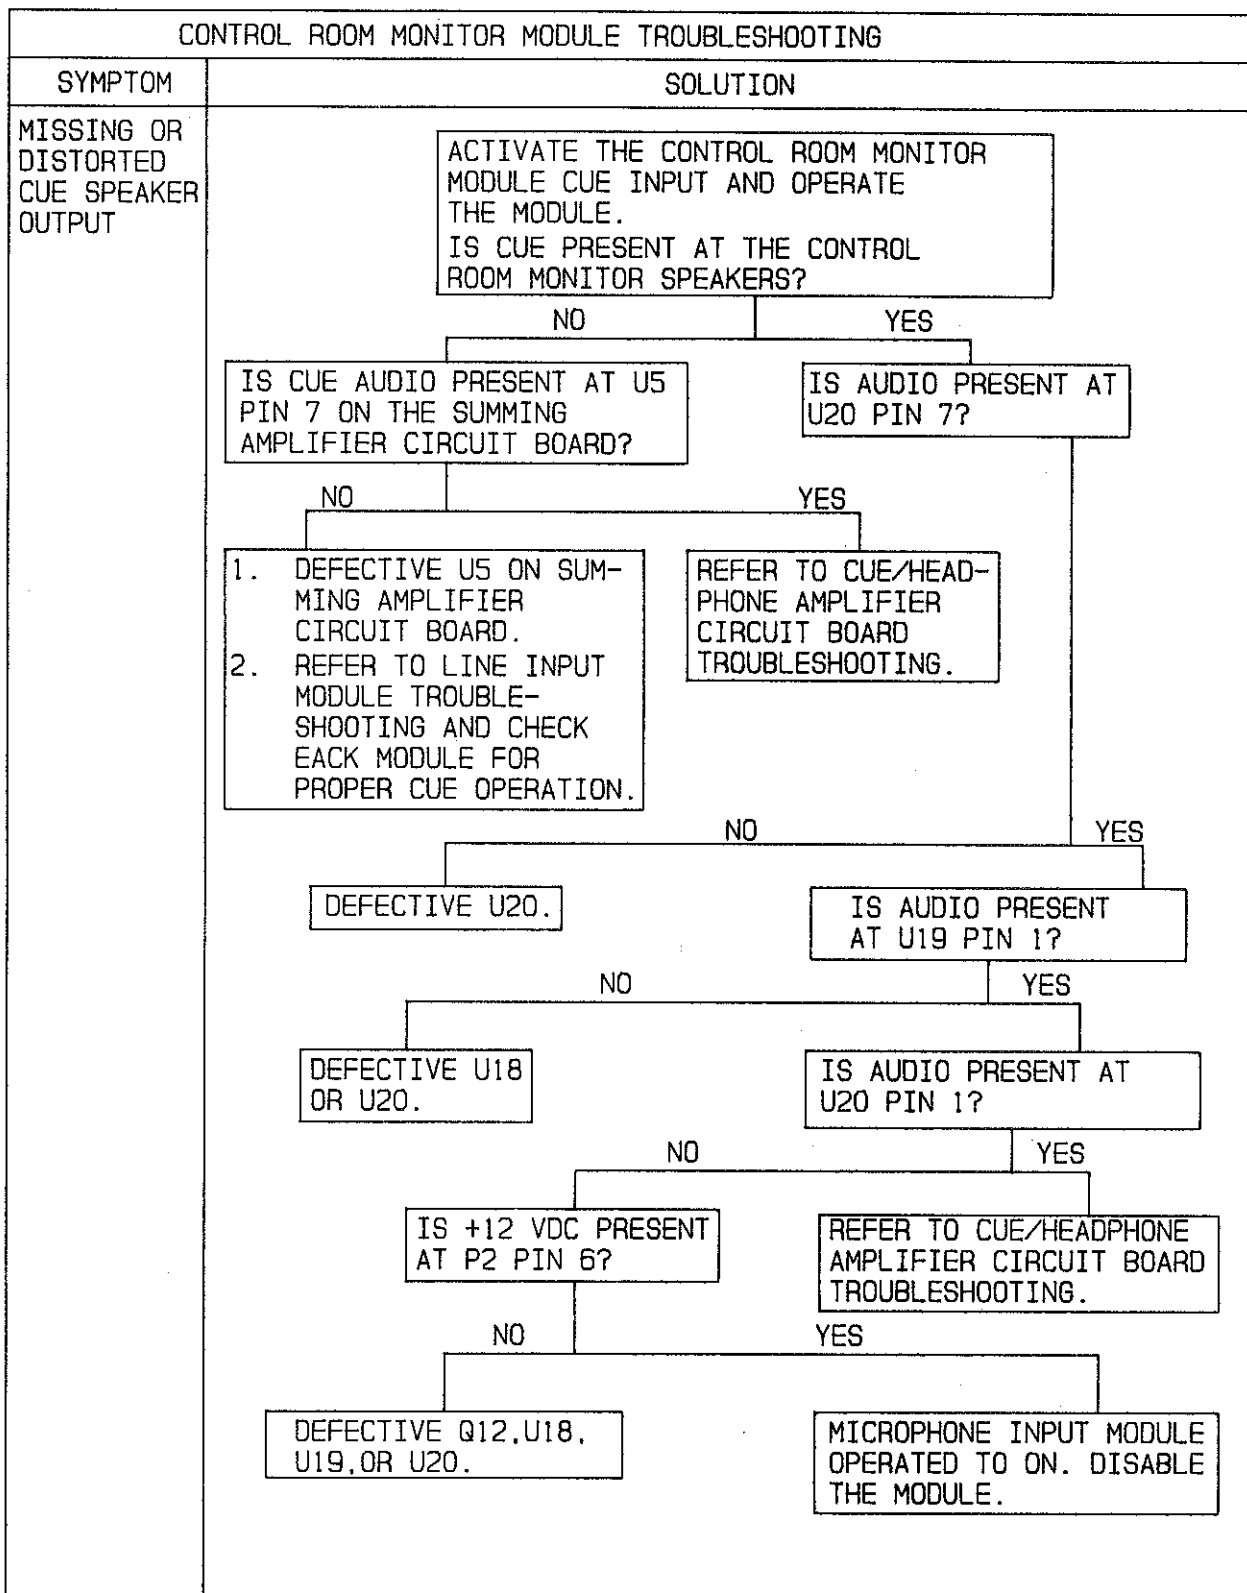 CONTROL ROOM MONITOR MODULE TROUBLESHOOTING
SYMPTOM
SOLUTION
MISSING OR
DISTORTED
CUE SPEAKER
OUTPUT
ACTIVATE THE CONTROL ROOM MONITOR
MODULE CUE INPUT AND OPERATE
THE MODULE.
IS CUE PRESENT AT THE CONTROL
ROOM MONITOR SPEAKERS?
NO
YES
IS CUE AUDIO PRESENT AT U5
PIN 7 ON THE SUMMING
AMPLIFIER CIRCUIT BOARD?
IS AUDIO PRESENT AT
U20 PIN 7?
NO
YES
1. DEFECTIVE U5 ON SUM-
MING AMPLIFIER
CIRCUIT BOARD.
2. REFER TO LINE INPUT
MODULE TROUBLE-
SHOOTING AND CHECK
EACK MODULE FOR
PROPER CUE OPERATION.
REFER TO CUE/HEAD-
PHONE AMPLIFIER
CIRCUIT BOARD
TROUBLESHOOTING.
NO
YES
DEFECTIVE U20.
IS AUDIO PRESENT
AT U19 PIN 1?
NO
YES
DEFECTIVE U18
OR U20.
IS AUDIO PRESENT AT
U20 PIN 1?
NO
YES
IS +12 VDC PRESENT
AT P2 PIN 6?
REFER TO CUE/HEADPHONE
AMPLIFIER CIRCUIT BOARD
TROUBLESHOOTING.
NO
YES
DEFECTIVE Q12,U18,
U19,OR U20.
MICROPHONE INPUT MODULE
OPERATED TO ON. DISABLE
THE MODULE.